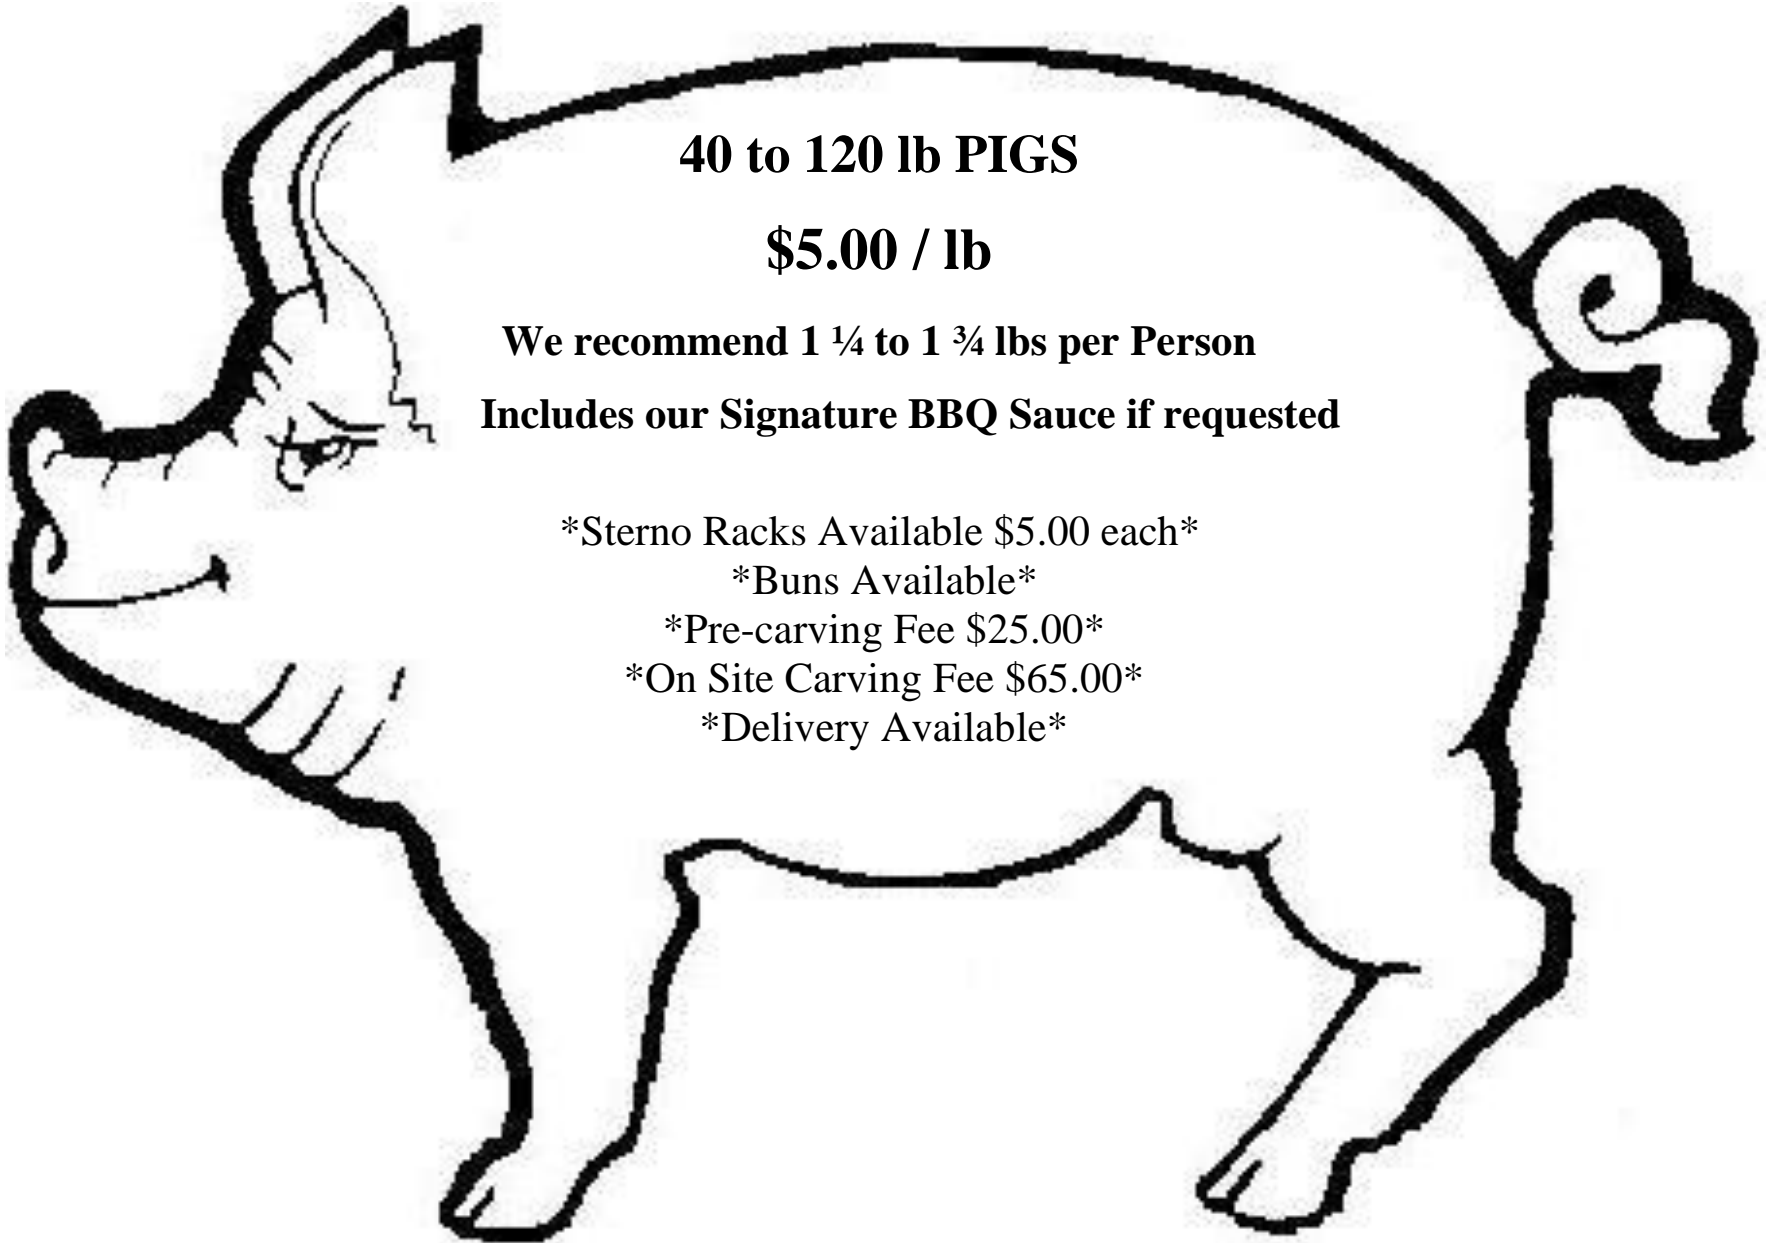 40 to 120 lb PIGS
$5.00 / lb
We recommend 1 ¼ to 1 ¾ lbs per Person
Includes our Signature BBQ Sauce if requested
*Sterno Racks Available $5.00 each*
*Buns Available*
*Pre-carving Fee $25.00*
*On Site Carving Fee $65.00*
*Delivery Available*